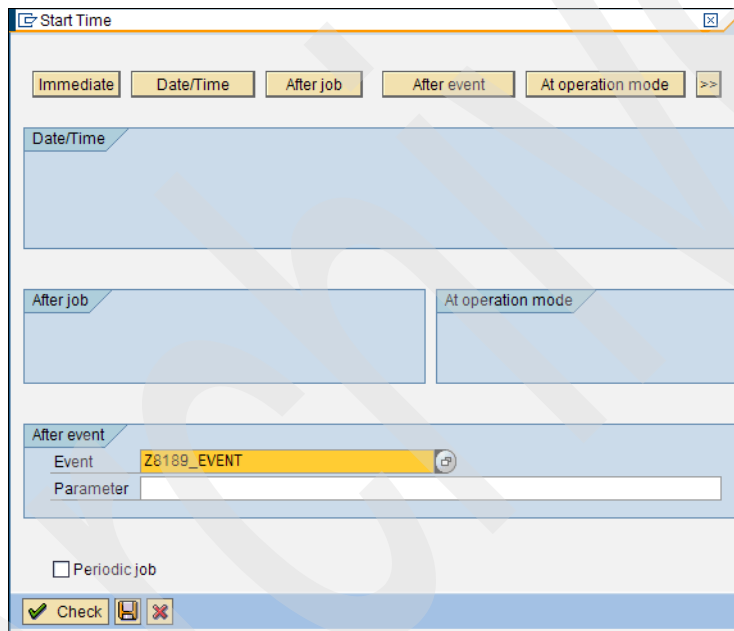 Start Time
Immediate Date/Time After job After event At operation mode >>
Date/Time
After job At operation mode
After event
Event Z8189_EVENT
Parameter
Periodic job
Check